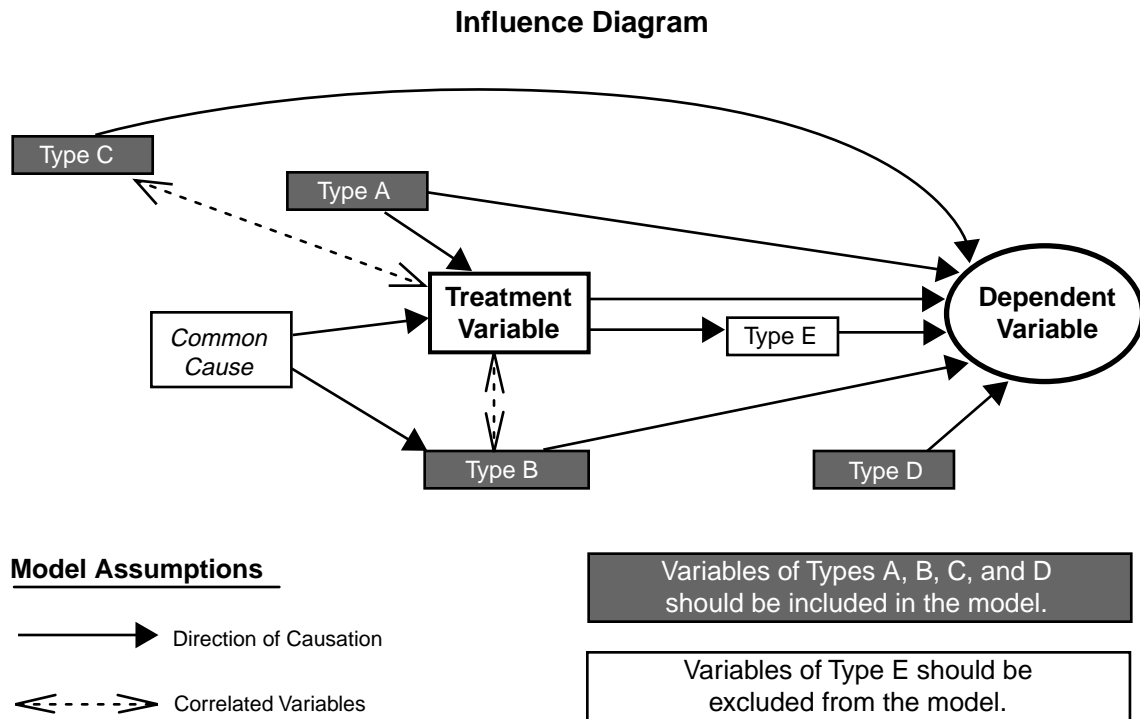 Influence Diagram
Type C
Type A
Treatment
Variable
Dependent
Variable
Common
Cause
Type E
Type B
Type D
Model Assumptions
Direction of Causation
Correlated Variables
Variables of Types A, B, C, and D
should be included in the model.
Variables of Type E should be
excluded from the model.